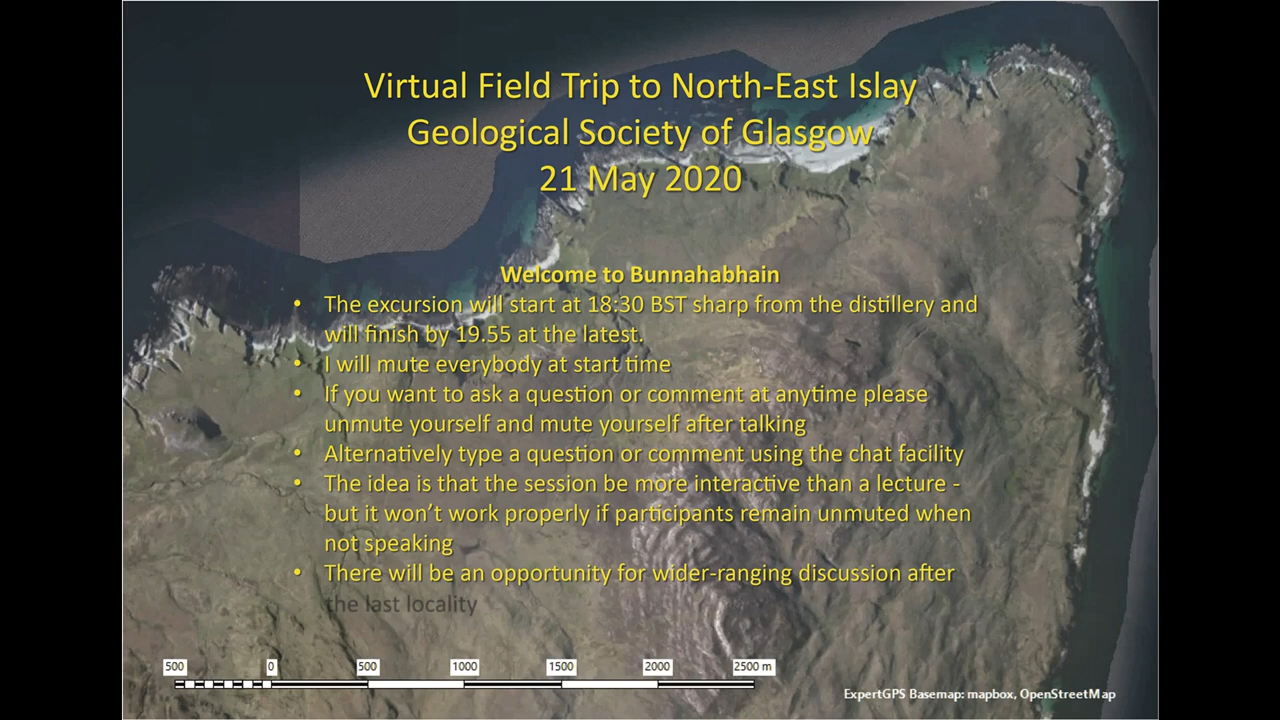 Virtual Field Trip to North-East Islay
Geological Society of Glasgow
21 May 2020
Welcome to Bunnahabhain
• The excursion will start at 18:30 BST sharp from the distillery and
will finish by 19.55 at the latest.
• I will mute everybody at start time
• If you want to ask a question or comment at anytime please
unmute yourself and mute yourself after talking
• Alternatively type a question or comment using the chat facility
• The idea is that the session be more interactive than a lecture -
but it won't work properly if participants remain unmuted when
not speaking
• There will be an opportunity for wider-ranging discussion after
the last locality
500 0 500 1000 1500 2000 2500 m
ExpertGPS Basemap: mapbox, OpenStreetMap